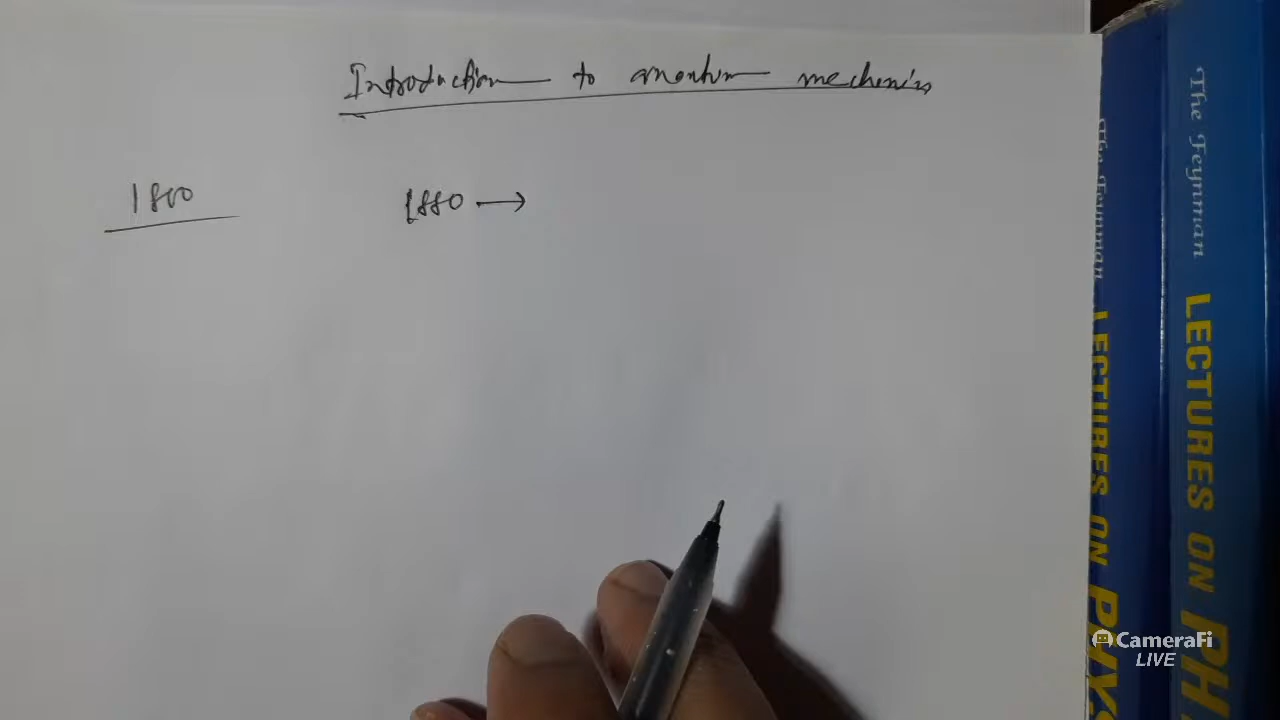 Introduction to quantum mechanics
1800
1880 →
The Feynman LECTURES ON PHYS
The Feynman LECTURES ON PH
CameraFi
LIVE